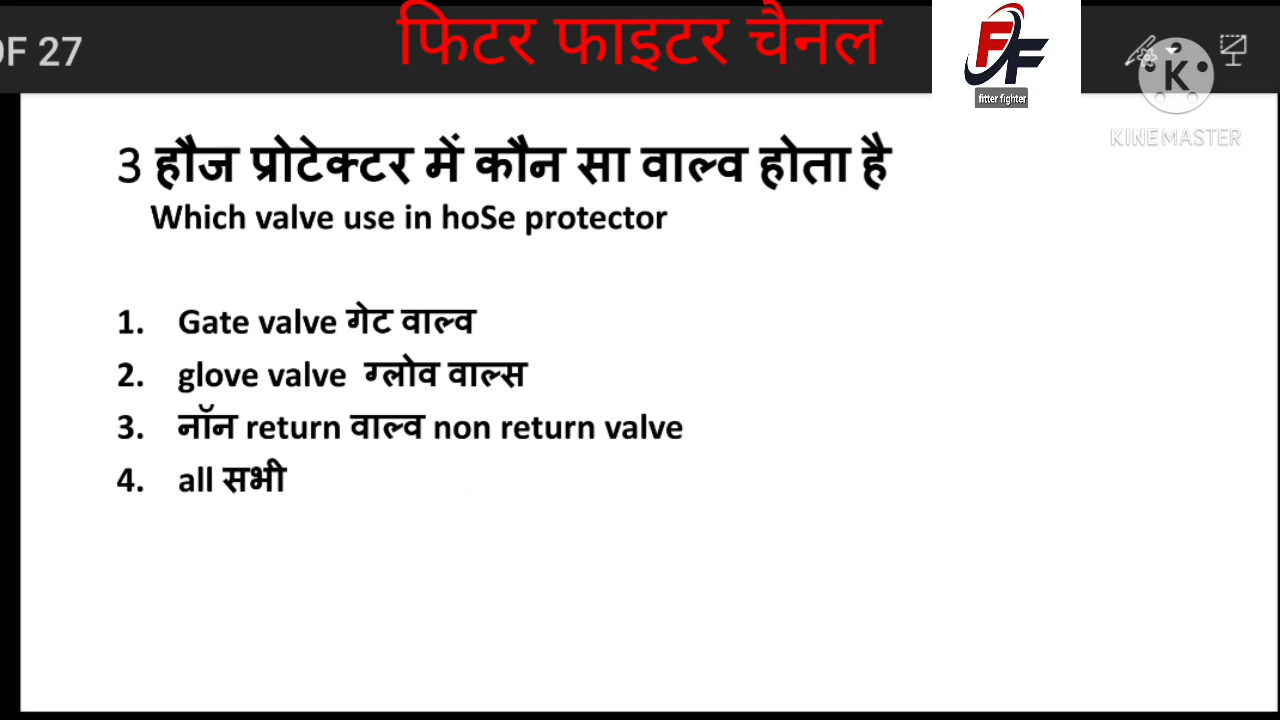 OF 27
फिटर फाइटर चैनल
FF
fitter fighter
K
KINEMASTER
3 हौज प्रोटेक्टर में कौन सा वाल्व होता है
Which valve use in hoSe protector
1. Gate valve गेट वाल्व
2. glove valve ग्लोव वाल्स
3. नॉन return वाल्व non return valve
4. all सभी